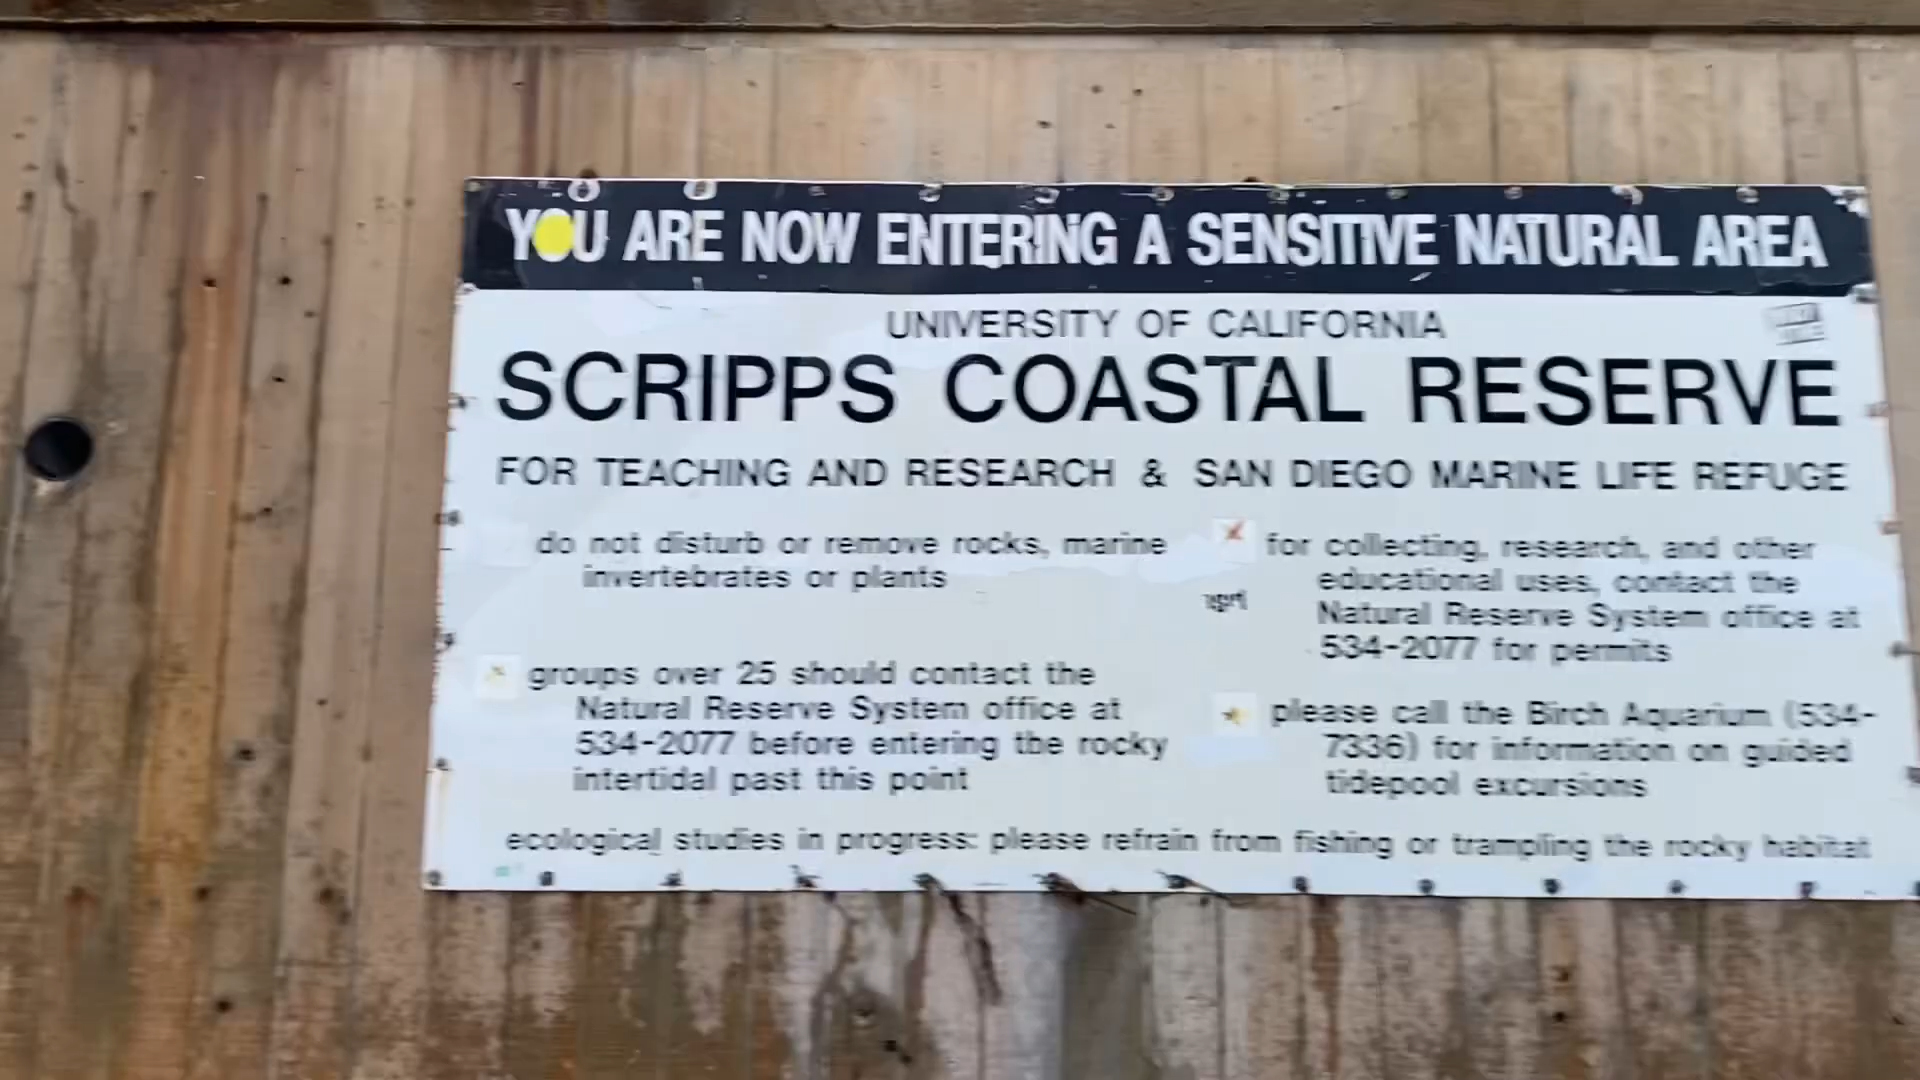 YOU ARE NOW ENTERING A SENSITIVE NATURAL AREA
UNIVERSITY OF CALIFORNIA
SCRIPPS COASTAL RESERVE
FOR TEACHING AND RESEARCH & SAN DIEGO MARINE LIFE REFUGE
do not disturb or remove rocks, marine
invertebrates or plants
groups over 25 should contact the
Natural Reserve System office at
534-2077 before entering the rocky
intertidal past this point
for collecting, research, and other
educational uses, contact the
Natural Reserve System office at
534-2077 for permits
please call the Birch Aquarium (534-
7336) for information on guided
tidepool excursions
ecological studies in progress: please refrain from fishing or trampling the rocky habitat